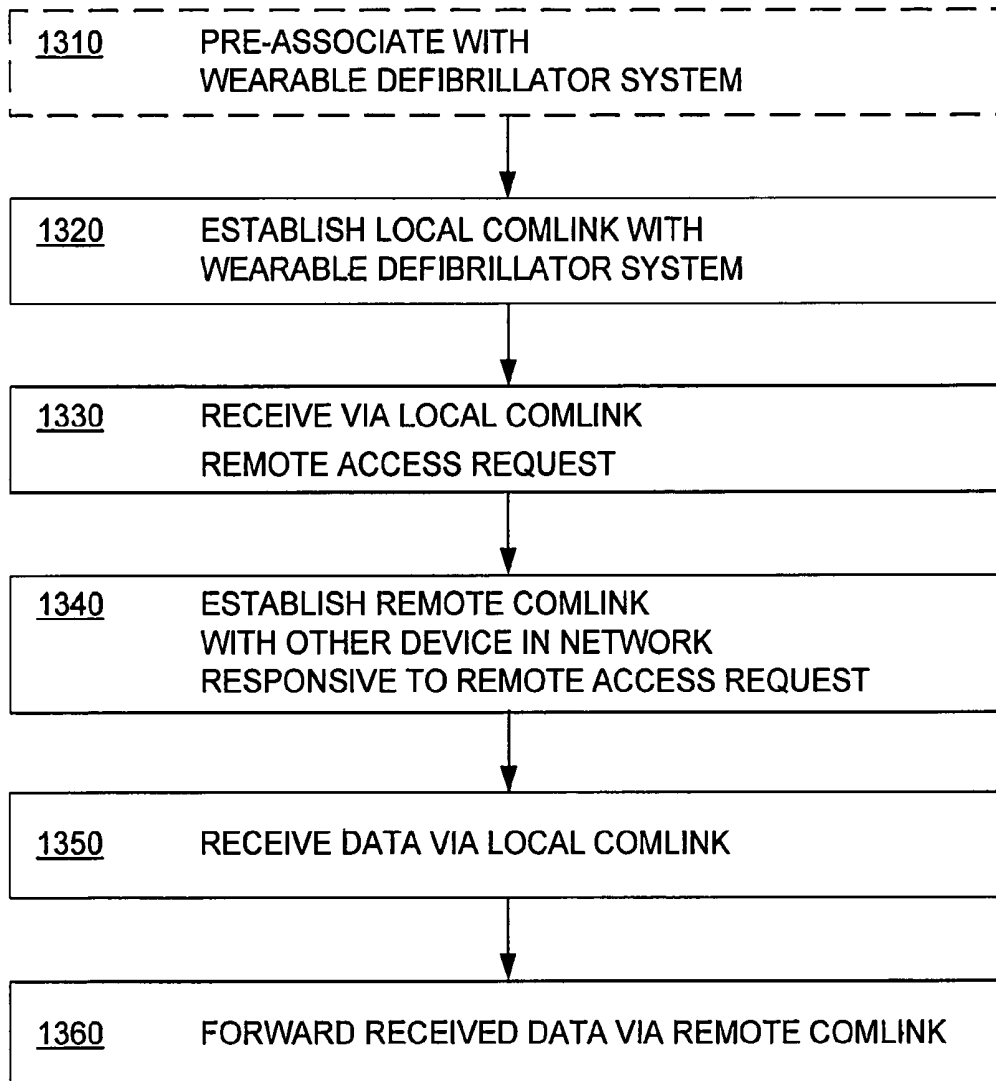 1310 PRE-ASSOCIATE WITH
WEARABLE DEFIBRILLATOR SYSTEM
1320 ESTABLISH LOCAL COMLINK WITH
WEARABLE DEFIBRILLATOR SYSTEM
1330 RECEIVE VIA LOCAL COMLINK
REMOTE ACCESS REQUEST
1340 ESTABLISH REMOTE COMLINK
WITH OTHER DEVICE IN NETWORK
RESPONSIVE TO REMOTE ACCESS REQUEST
1350 RECEIVE DATA VIA LOCAL COMLINK
1360 FORWARD RECEIVED DATA VIA REMOTE COMLINK